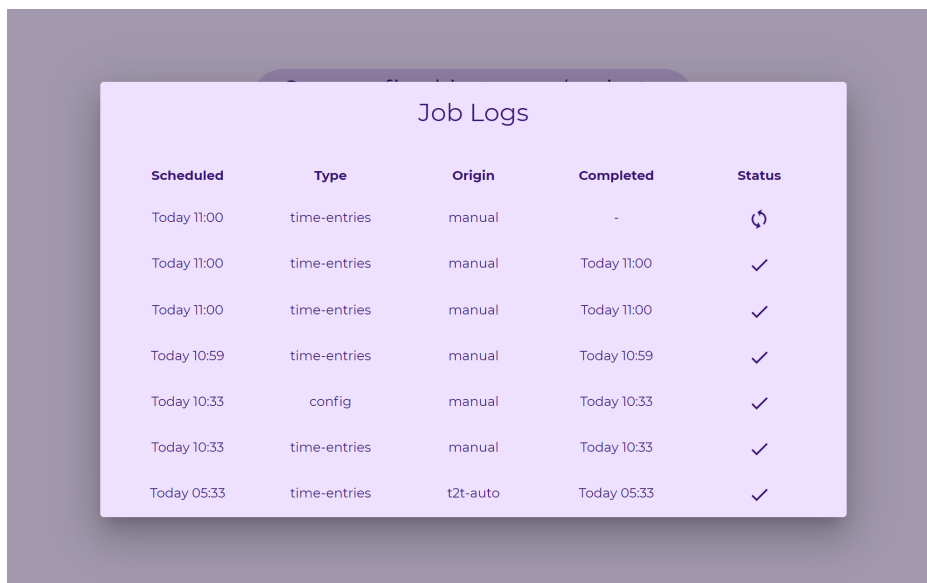 Job Logs
Scheduled Type Origin Completed Status
Today 11:00 time-entries manual -
Today 11:00 time-entries manual Today 11:00
Today 11:00 time-entries manual Today 11:00
Today 10:59 time-entries manual Today 10:59
Today 10:33 config manual Today 10:33
Today 10:33 time-entries manual Today 10:33
Today 05:33 time-entries t2t-auto Today 05:33